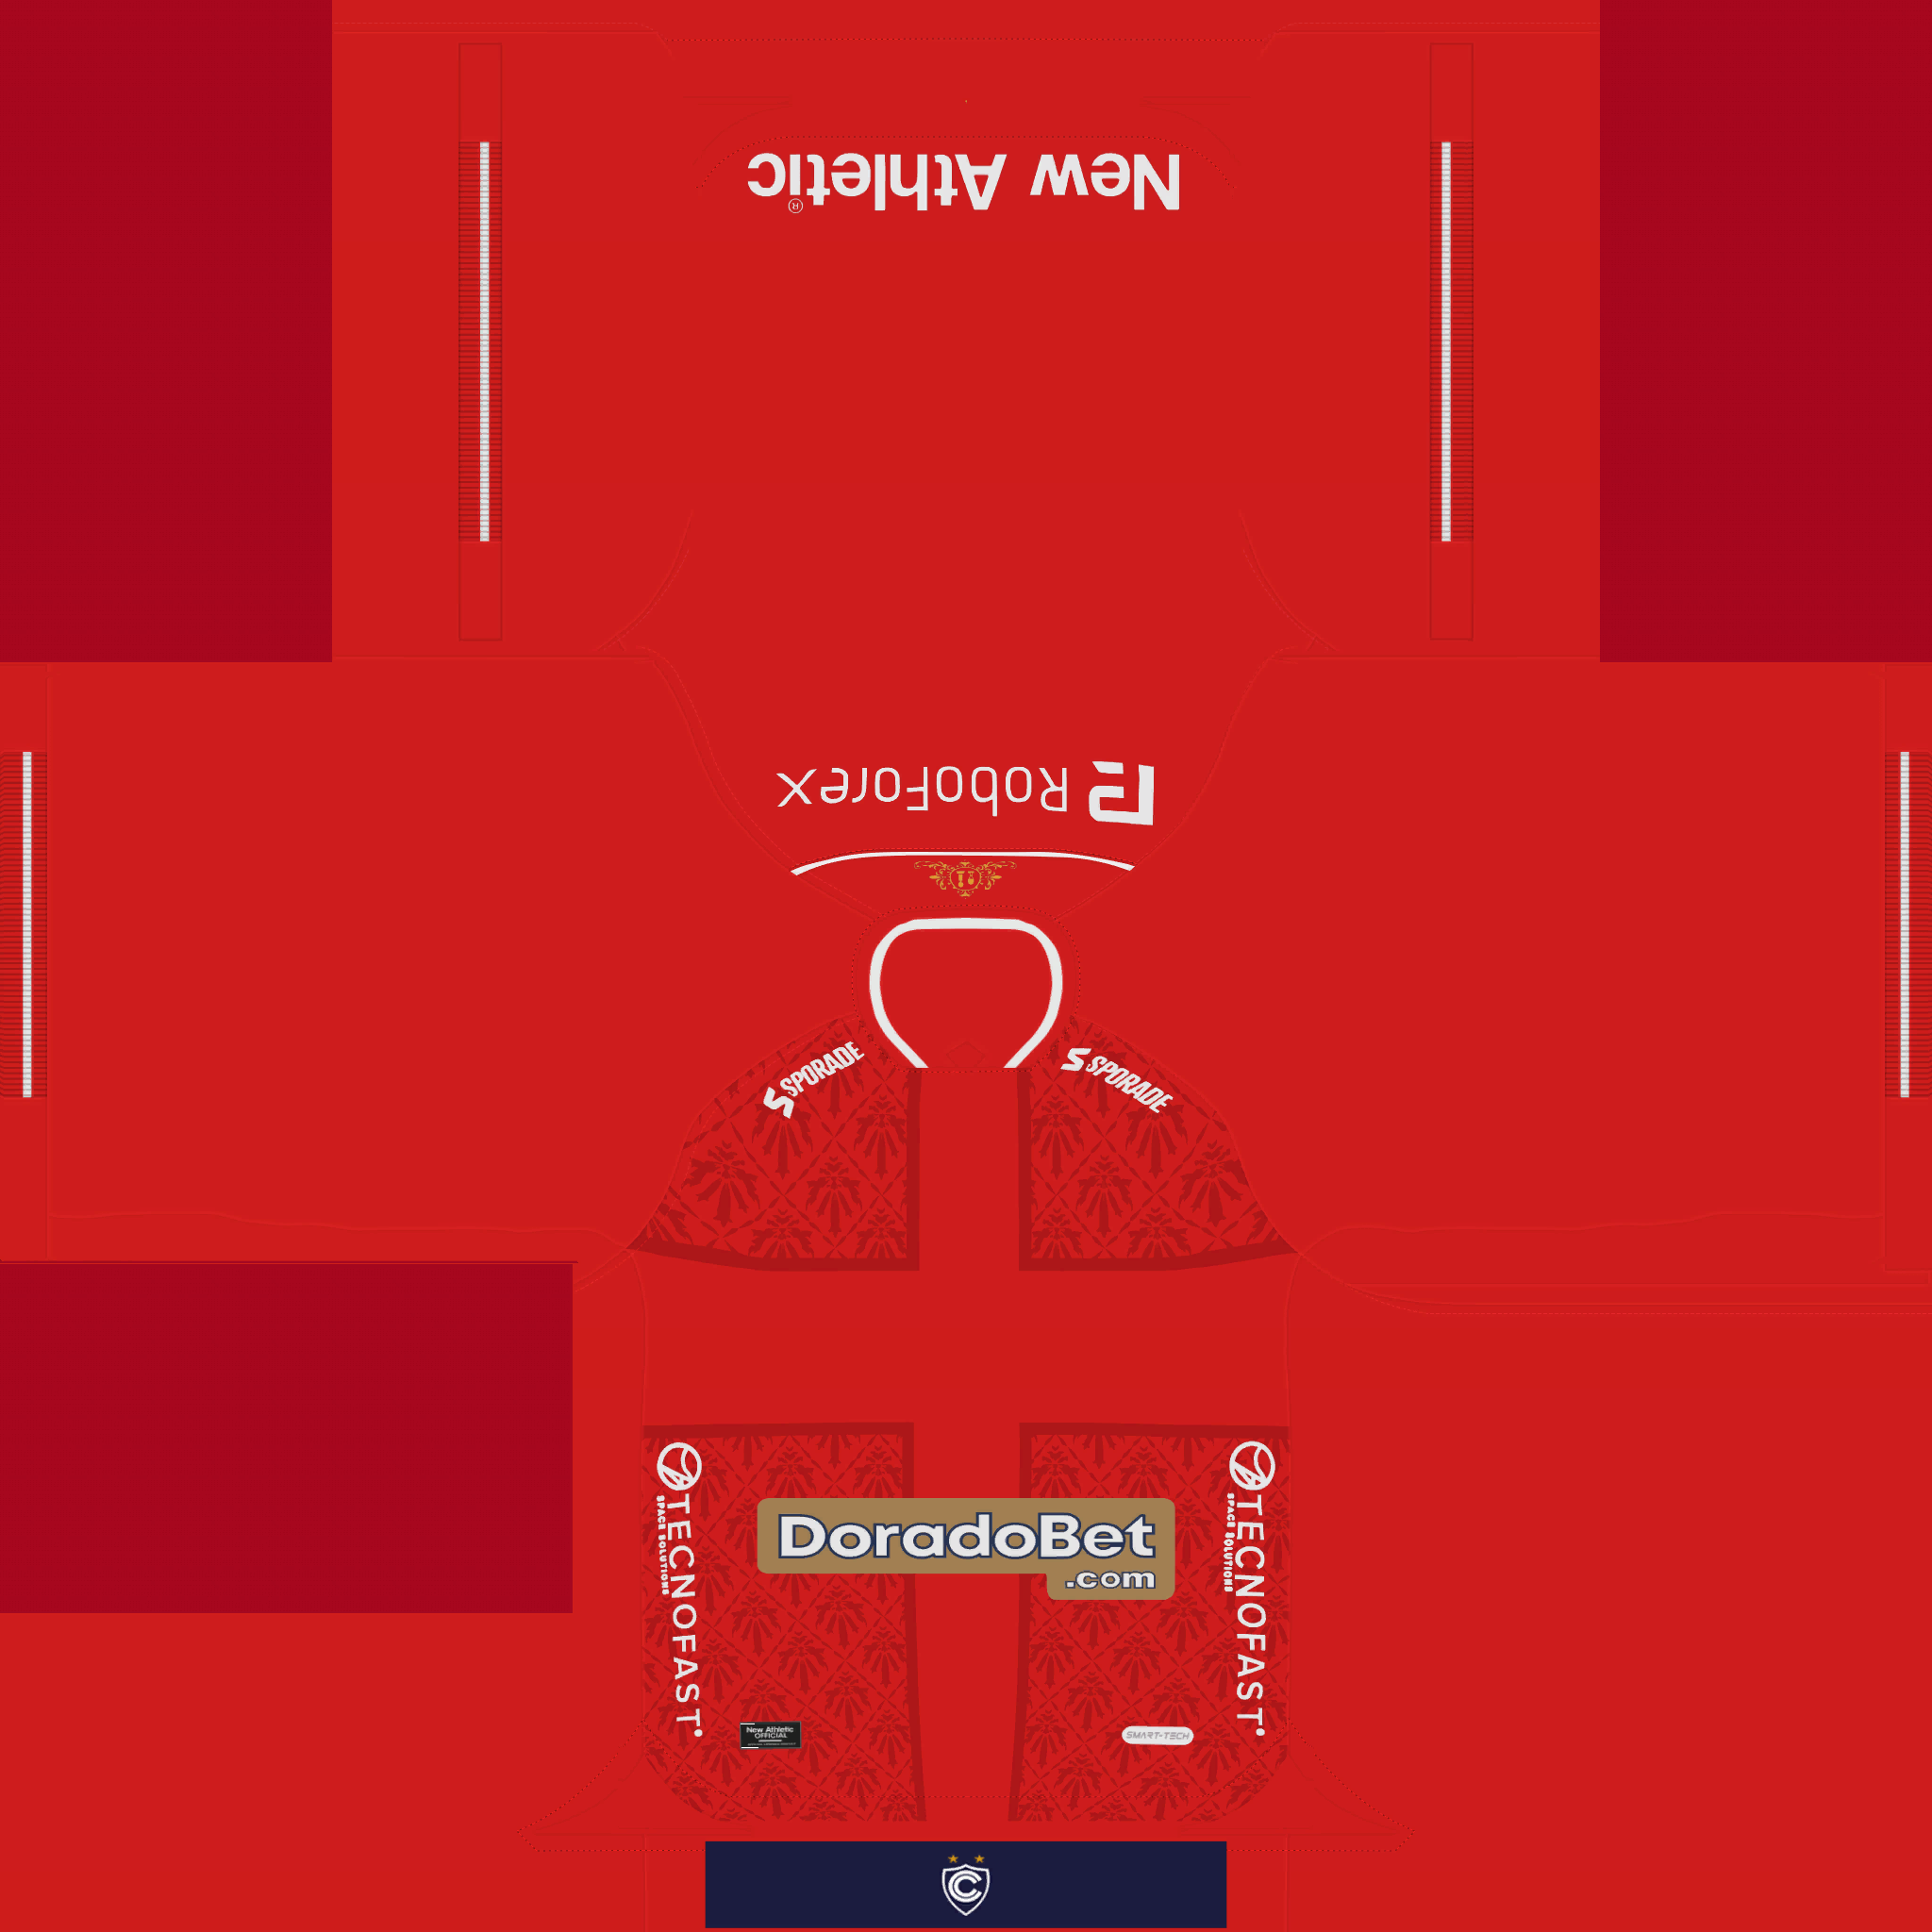 New Athletic®
RoboForex
SPORADE
SPORADE
TECNOFAST
SPACE SOLUTIONS
TECNOFAST
SPACE SOLUTIONS
DoradoBet
.com
New Athletic
OFFICIAL
SMART-TECH